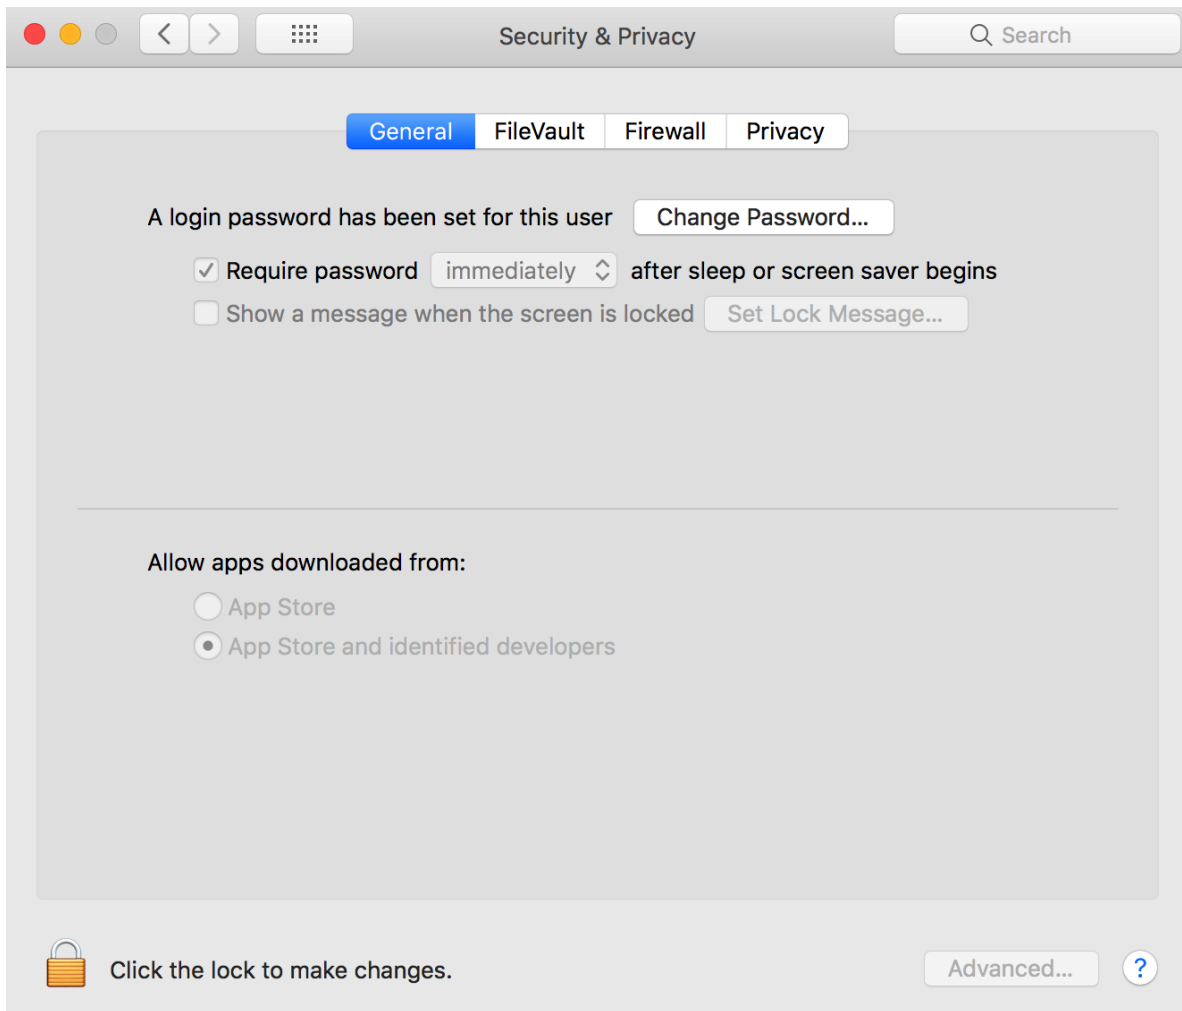 Security & Privacy Search
General FileVault Firewall Privacy
A login password has been set for this user Change Password...
Require password immediately after sleep or screen saver begins
Show a message when the screen is locked Set Lock Message...
Allow apps downloaded from:
App Store
App Store and identified developers
Click the lock to make changes. Advanced... ?